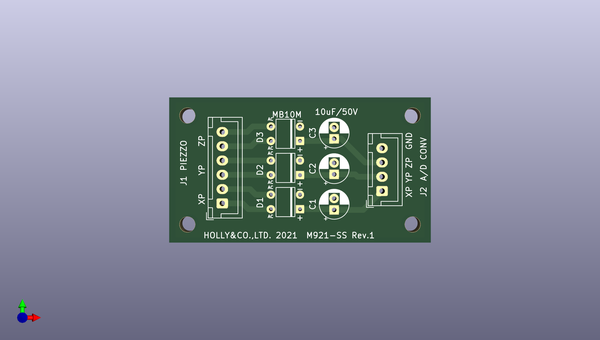 10uF/50V
MB10M
J1 PIEZZO
ZP
YP
XP
D3
D2
D1
C3
C2
C1
+
+
+
+
+
+
XP YP ZP GND
J2 A/D CONV
HOLLY&CO.,LTD. 2021 M921-SS Rev.1